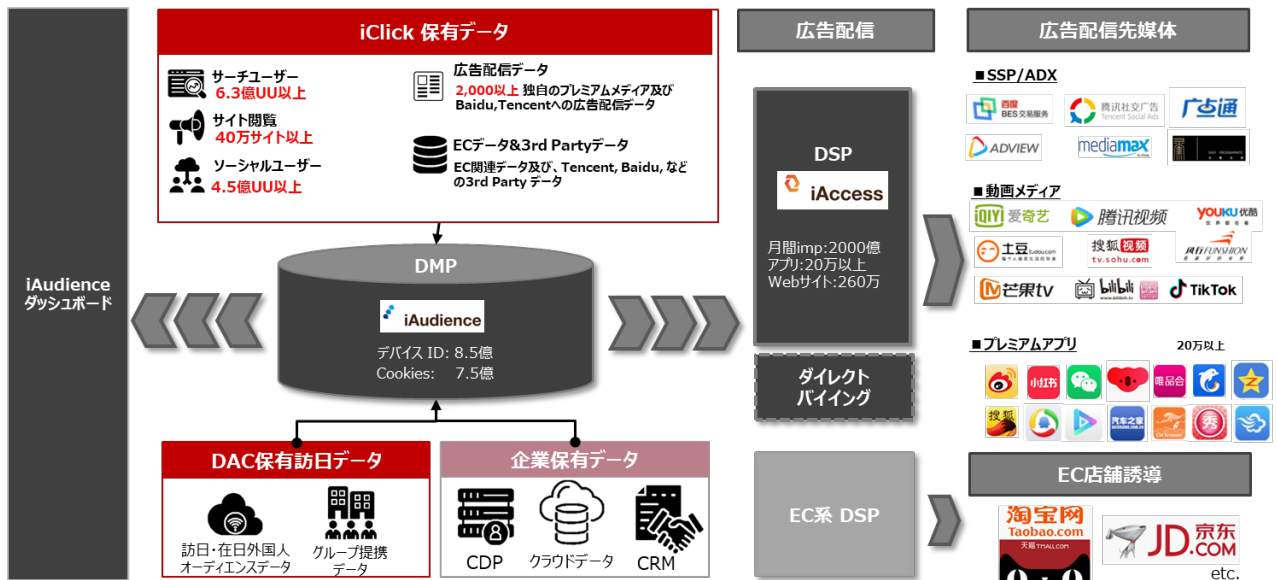 iClick 保有データ
サーチユーザー
6.3億UU以上
サイト閲覧
40万サイト以上
ソーシャルユーザー
4.5億UU以上
広告配信データ
2,000以上 独自のプレミアムメディア及び
Baidu,Tencentへの広告配信データ
ECデータ&3rd Partyデータ
EC関連データ及び、Tencent, Baidu, など
の3rd Party データ
iAudience
ダッシュボード
DMP
iAudience
デバイス ID: 8.5億
Cookies: 7.5億
DAC保有訪日データ
訪日・在日外国人
オーディエンスデータ
グループ提携
データ
企業保有データ
CDP
クラウドデータ
CRM
広告配信
DSP
iAccess
月間imp:2000億
アプリ:20万以上
Webサイト:260万
ダイレクト
バイイング
EC系 DSP
広告配信先媒体
■SSP/ADX
百度
BES交易服务
腾讯社交广告
Tencent Social Ads
广点通
ADVIEW
mediamax
■動画メディア
iQIY 爱奇艺
腾讯视频
YOUKU 优酷
土豆 tudou.com
搜狐视频
tv.sohu.com
风行FUNSHION
芒果tv
bilibili
TikTok
■プレミアムアプリ
20万以上
小红书
唯品会
搜狐
汽车之家
秀
EC店舗誘導
淘宝网
Taobao.com
天猫 TMALL.COM
JD京东
.COM
etc.